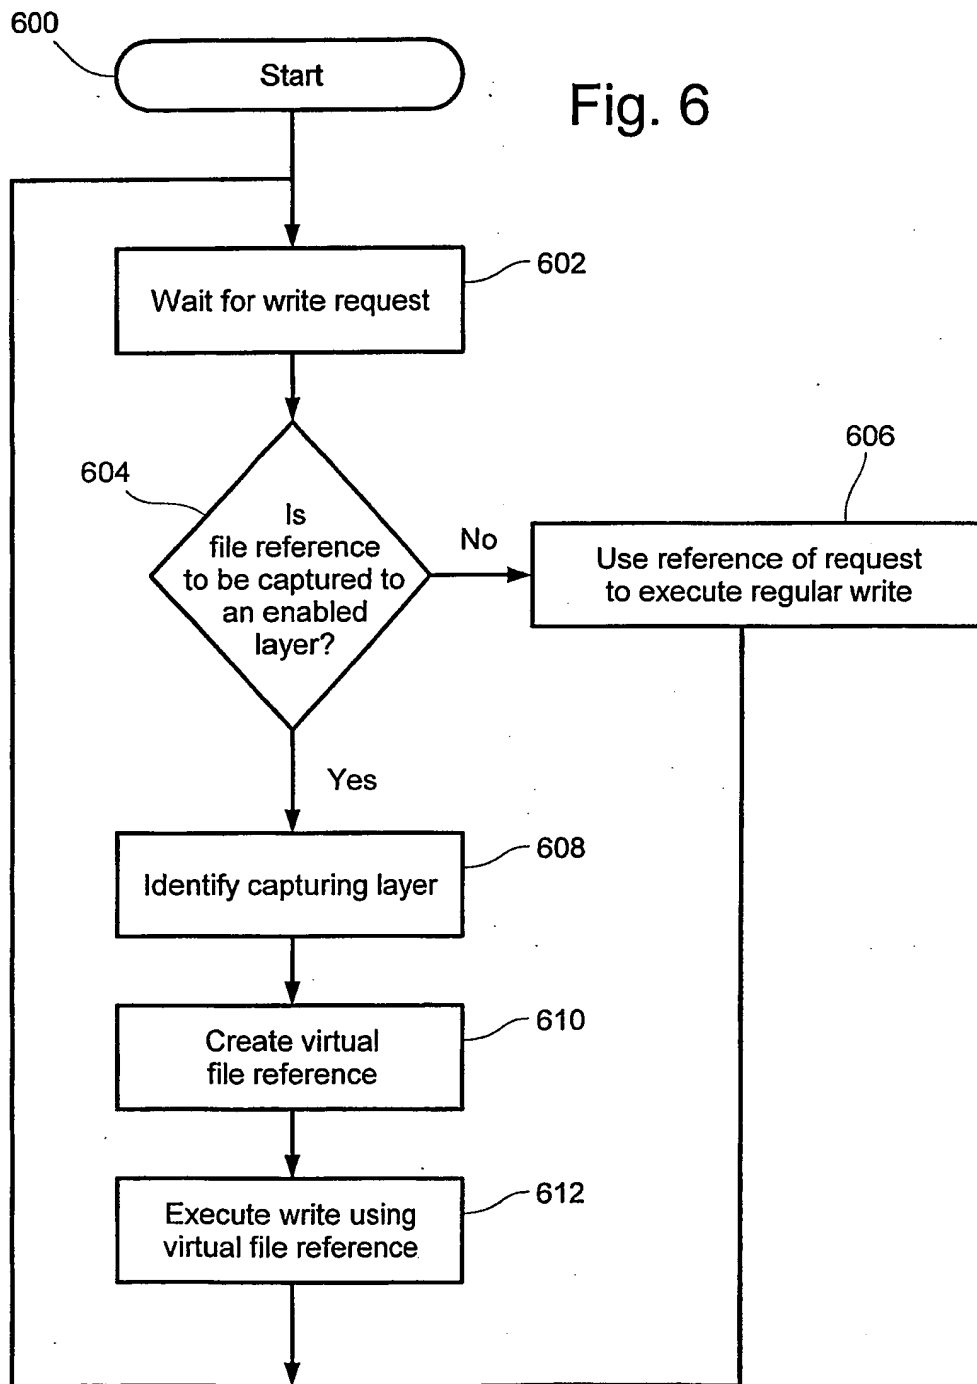 600
Start
Fig. 6
Wait for write request
602
604
Is
file reference
to be captured to
an enabled
layer?
No
606
Use reference of request
to execute regular write
Yes
Identify capturing layer
608
Create virtual
file reference
610
Execute write using
virtual file reference
612